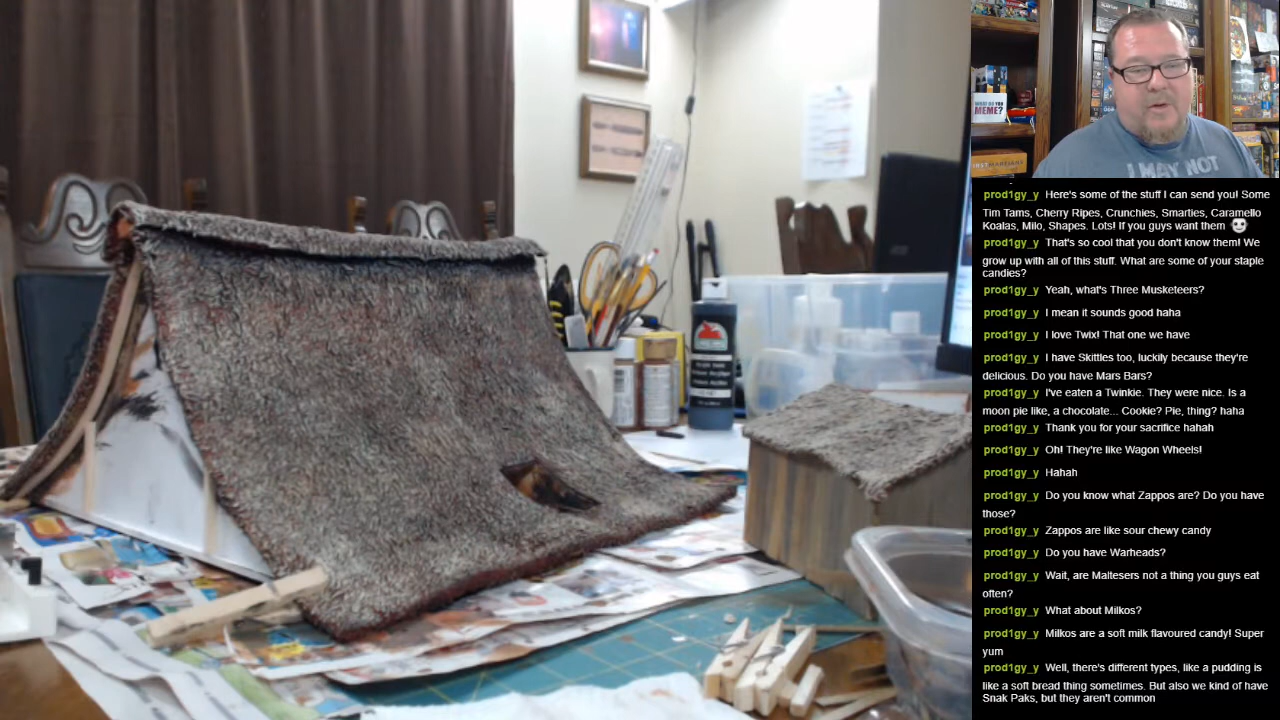 WHAT DO YOU
MEME?
FIRST MARTIANS
I MAY NOT
prod1gy_y Here's some of the stuff I can send you! Some
Tim Tams, Cherry Ripes, Crunchies, Smarties, Caramello
Koalas, Milo, Shapes. Lots! If you guys want them
prod1gy_y That's so cool that you don't know them! We
grow up with all of this stuff. What are some of your staple
candies?
prod1gy_y Yeah, what's Three Musketeers?
prod1gy_y I mean it sounds good haha
prod1gy_y I love Twix! That one we have
prod1gy_y I have Skittles too, luckily because they're
delicious. Do you have Mars Bars?
prod1gy_y I've eaten a Twinkie. They were nice. Is a
moon pie like, a chocolate... Cookie? Pie, thing? haha
prod1gy_y Thank you for your sacrifice hahah
prod1gy_y Oh! They're like Wagon Wheels!
prod1gy_y Hahah
prod1gy_y Do you know what Zappos are? Do you have
those?
prod1gy_y Zappos are like sour chewy candy
prod1gy_y Do you have Warheads?
prod1gy_y Wait, are Maltesers not a thing you guys eat
often?
prod1gy_y What about Milkos?
prod1gy_y Milkos are a soft milk flavoured candy! Super
yum
prod1gy_y Well, there's different types, like a pudding is
like a soft bread thing sometimes. But also we kind of have
Snak Paks, but they aren't common